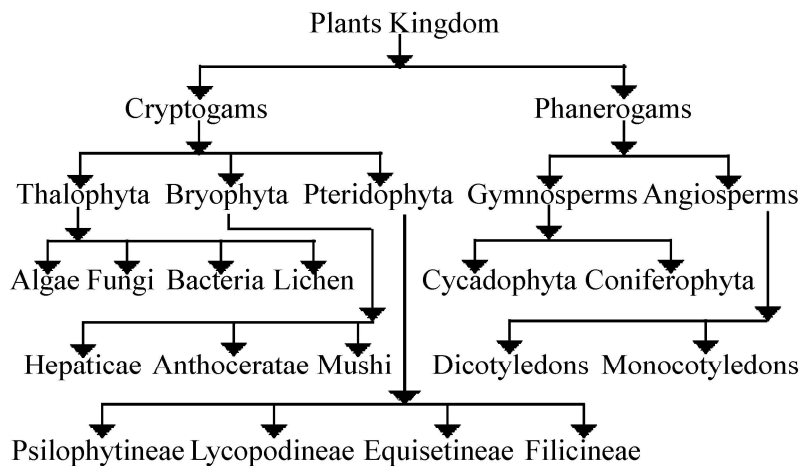 Plants Kingdom
Cryptogams Phanerogams
Thalophyta Bryophyta Pteridophyta Gymnosperms Angiosperms
Algae Fungi Bacteria Lichen Cycadophyta Coniferophyta
Hepaticae Anthoceratae Mushi Dicotyledons Monocotyledons
Psilophytineae Lycopodineae Equisetineae Filicineae